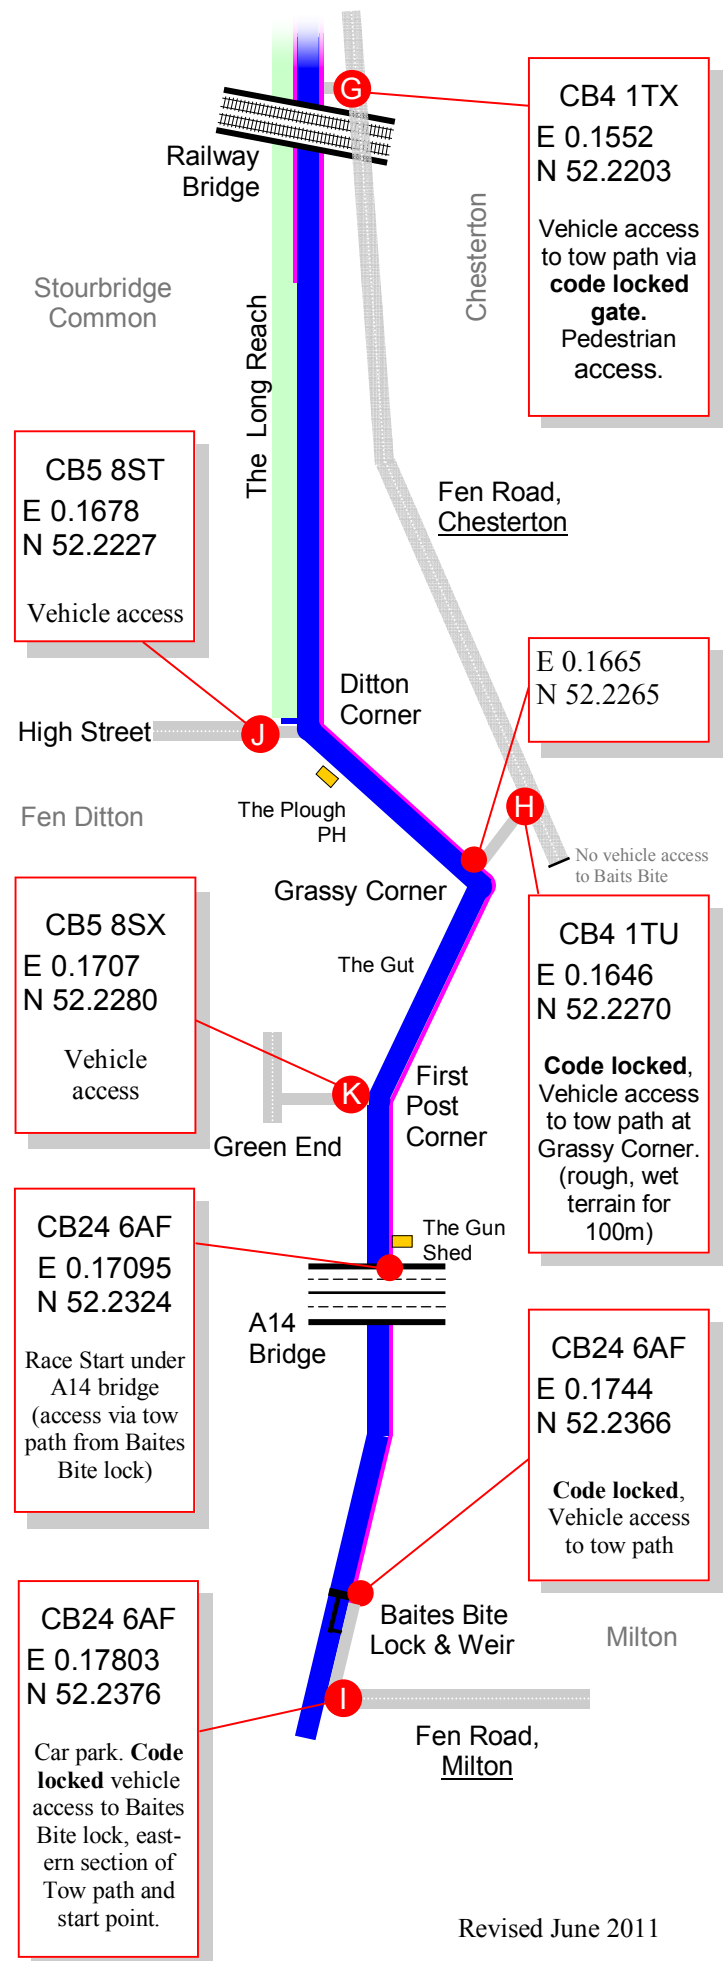 G
CB4 1TX
E 0.1552
N 52.2203
Vehicle access
to tow path via
code locked
gate.
Pedestrian
access.
Railway
Bridge
Chesterton
Stourbridge
Common
The Long Reach
CB5 8ST
E 0.1678
N 52.2227
Vehicle access
Fen Road,
Chesterton
E 0.1665
N 52.2265
Ditton
Corner
High Street
J
The Plough
PH
Fen Ditton
H
No vehicle access
to Baits Bite
Grassy Corner
CB5 8SX
E 0.1707
N 52.2280
Vehicle
access
CB4 1TU
E 0.1646
N 52.2270
Code locked,
Vehicle access
to tow path at
Grassy Corner.
(rough, wet
terrain for
100m)
The Gut
K
First
Post
Corner
Green End
CB24 6AF
E 0.17095
N 52.2324
Race Start under
A14 bridge
(access via tow
path from Baites
Bite lock)
The Gun
Shed
A14
Bridge
CB24 6AF
E 0.1744
N 52.2366
Code locked,
Vehicle access
to tow path
CB24 6AF
E 0.17803
N 52.2376
Car park. Code
locked vehicle
access to Baites
Bite lock, east-
ern section of
Tow path and
start point.
Baites Bite
Lock & Weir
Milton
I
Fen Road,
Milton
Revised June 2011